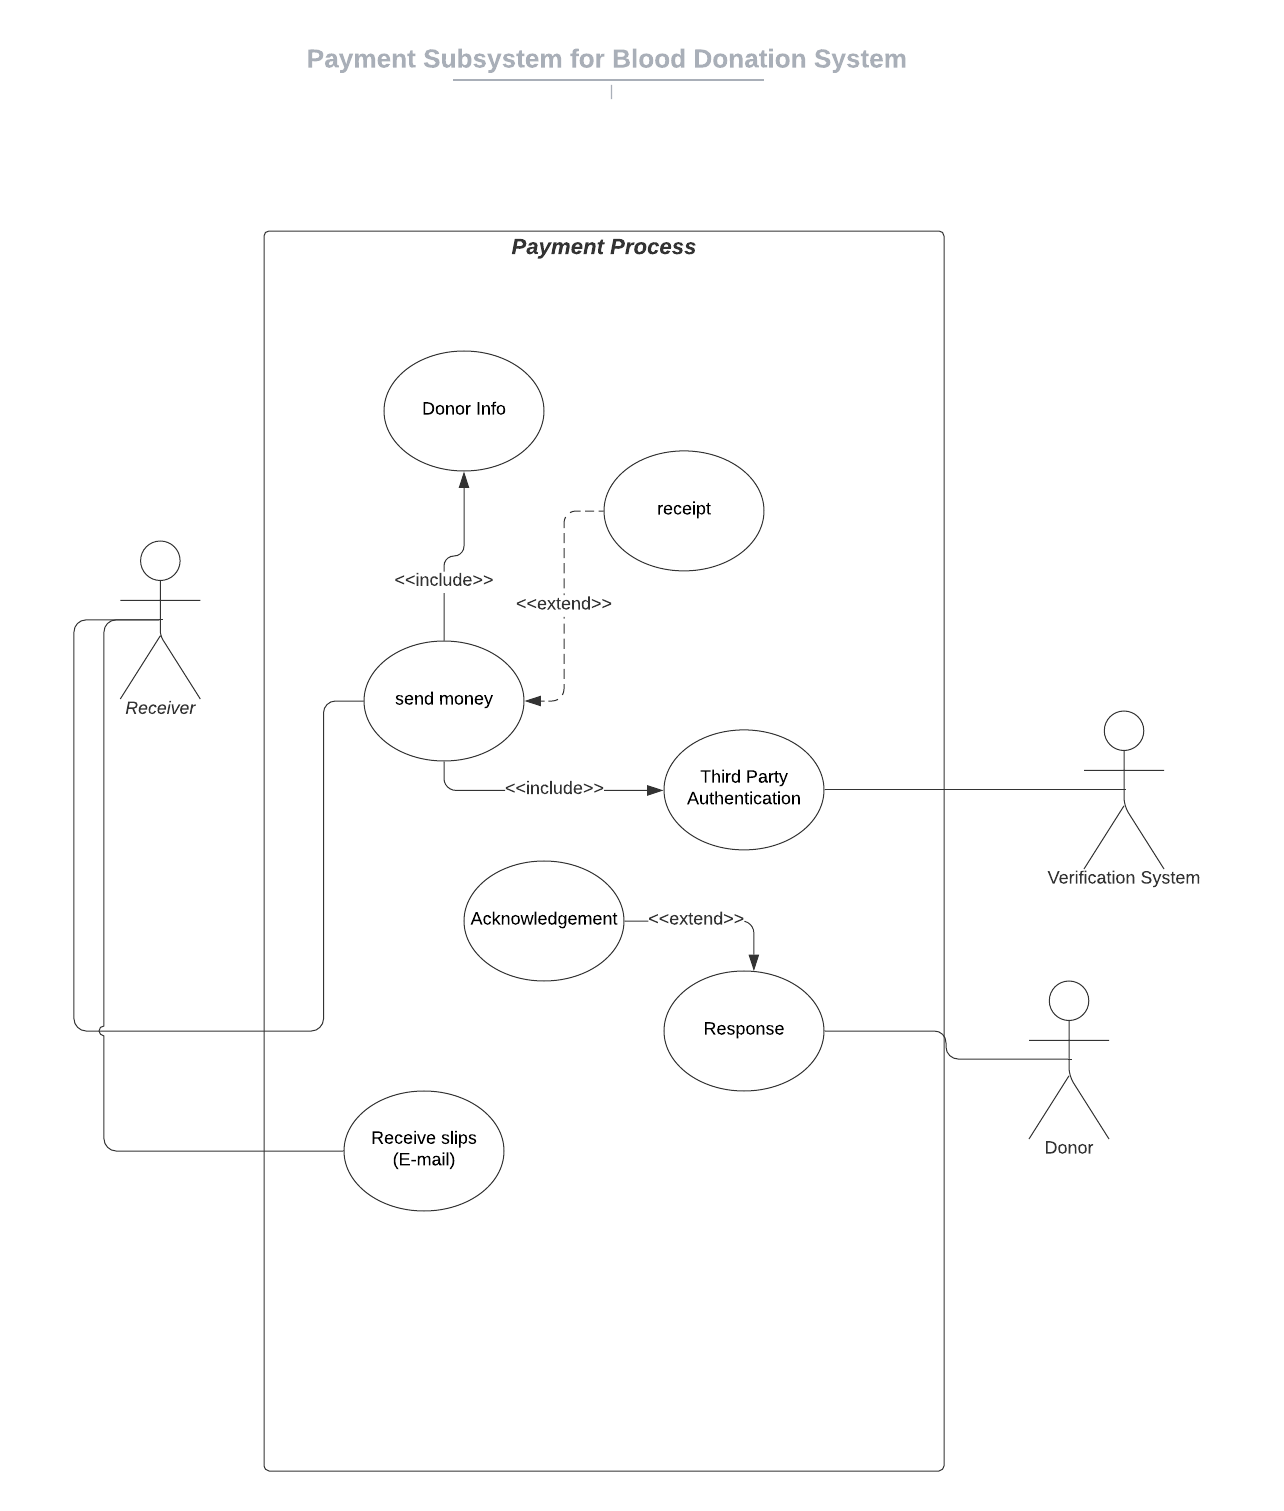 Payment Subsystem for Blood Donation System
Payment Process
Donor Info
receipt
<<include>>
<<extend>>
send money
Receiver
Third Party
Authentication
<<include>>
Verification System
Acknowledgement
<<extend>>
Response
Donor
Receive slips
(E-mail)